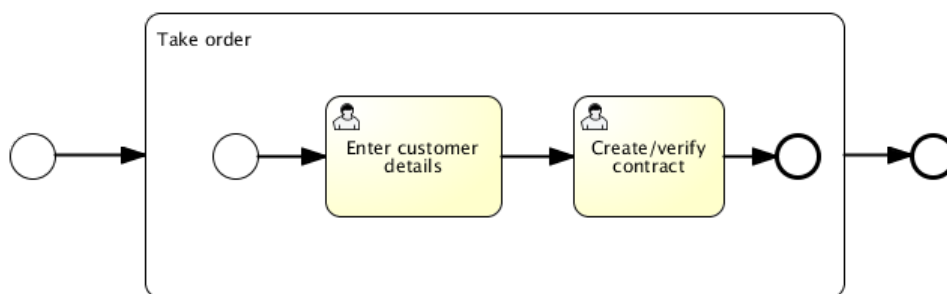 Take order
Enter customer
details
Create/verify
contract